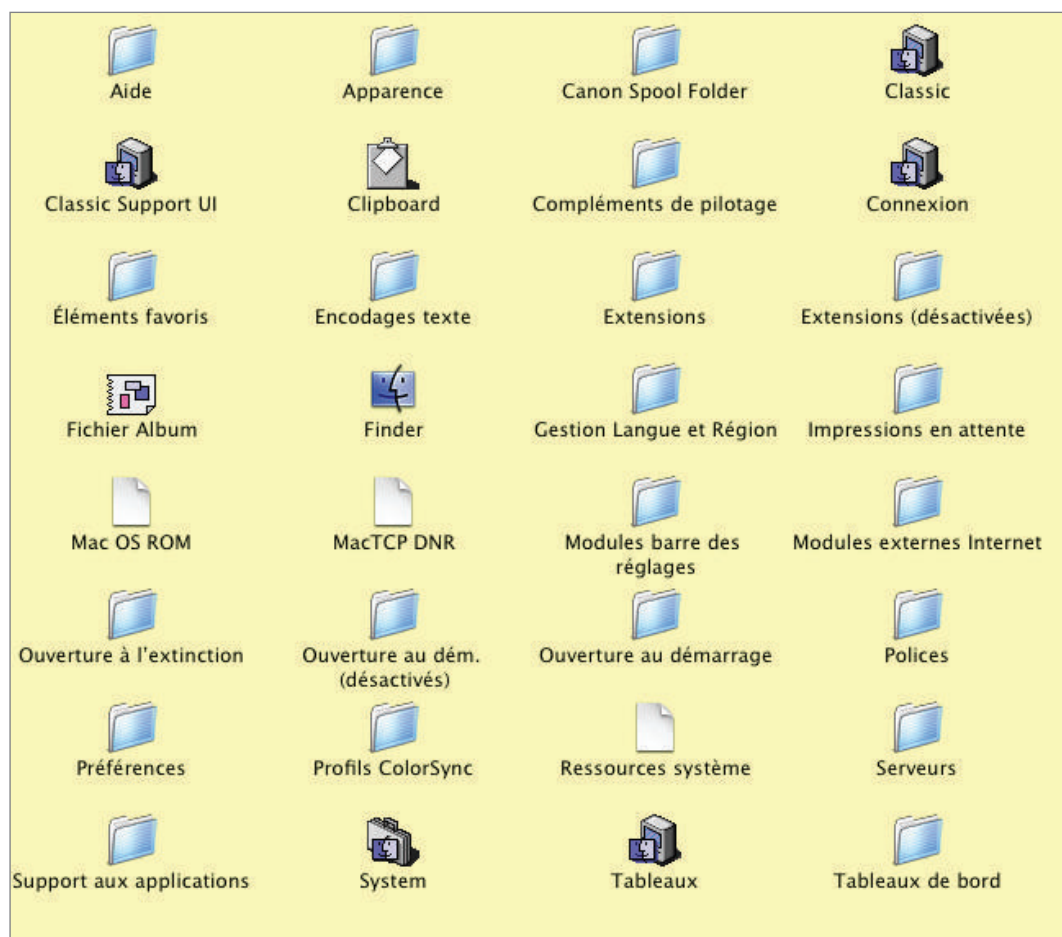 Aide
Apparence
Canon Spool Folder
Classic
Classic Support UI
Clipboard
Compléments de pilotage
Connexion
Éléments favoris
Encodages texte
Extensions
Extensions (désactivées)
Fichier Album
Finder
Gestion Langue et Région
Impressions en attente
Mac OS ROM
MacTCP DNR
Modules barre des
réglages
Modules externes Internet
Ouverture à l'extinction
Ouverture au dém.
(désactivés)
Ouverture au démarrage
Polices
Préférences
Profils ColorSync
Ressources système
Serveurs
Support aux applications
System
Tableaux
Tableaux de bord